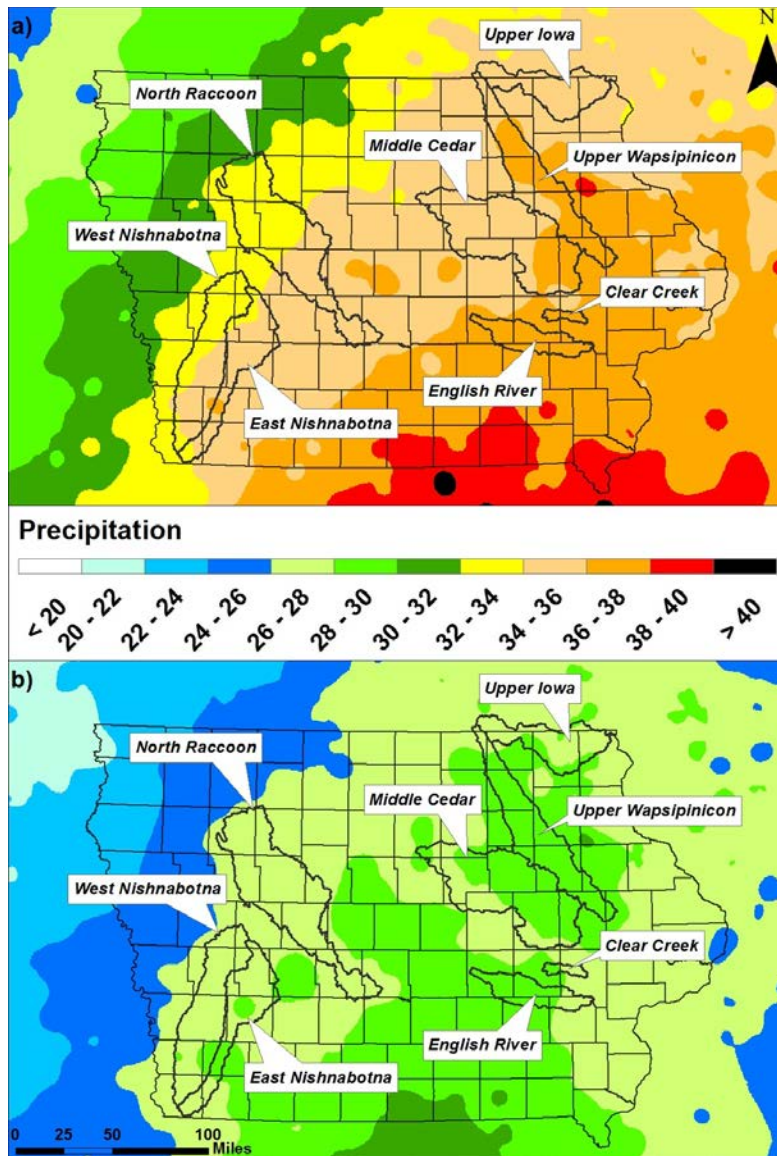 a)
N
Upper Iowa
North Raccoon
Middle Cedar
Upper Wapsipinicon
West Nishnabotna
Clear Creek
English River
East Nishnabotna
Precipitation
< 20
20 - 22
22 - 24
24 - 26
26 - 28
28 - 30
30 - 32
32 - 34
34 - 36
36 - 38
38 - 40
> 40
b)
Upper Iowa
North Raccoon
Middle Cedar
Upper Wapsipinicon
West Nishnabotna
Clear Creek
English River
East Nishnabotna
0 25 50 100
Miles